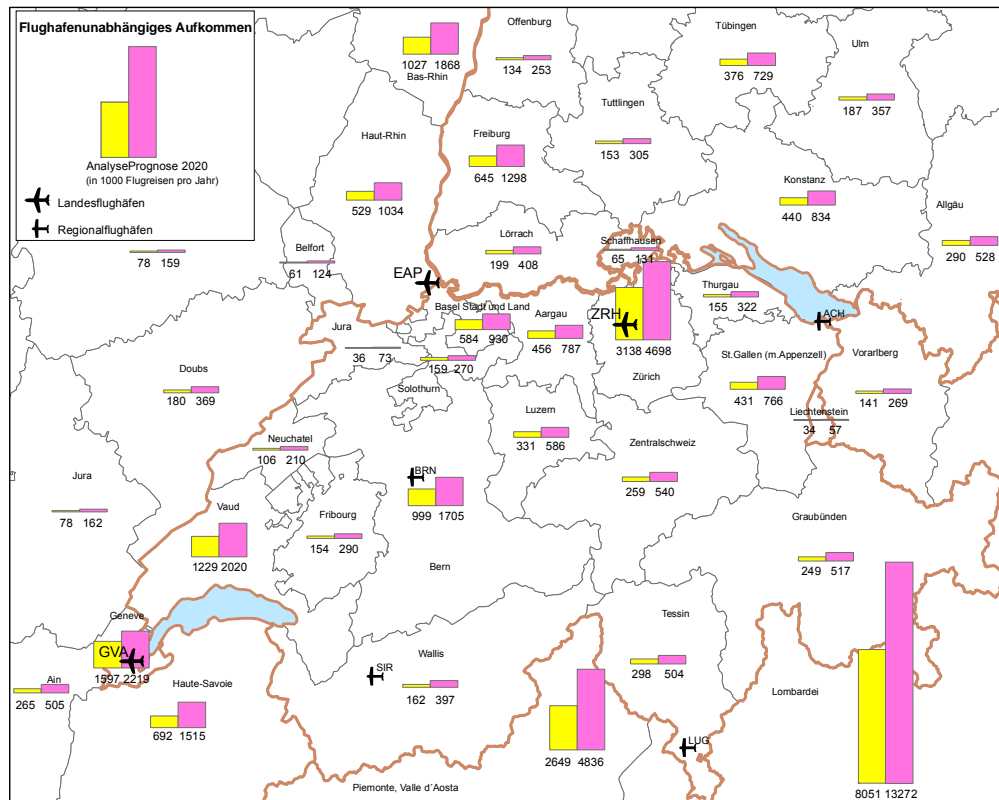 Flughafenunabhängiges Aufkommen
AnalysePrognose 2020
(in 1000 Flugreisen pro Jahr)
Landesflughäfen
Regionalflughäfen
1027 1868
Bas-Rhin
Offenburg
134 253
Tübingen
376 729
Ulm
187 357
Haut-Rhin
529 1034
Freiburg
645 1298
Tuttlingen
153 305
Konstanz
440 834
Allgäu
290 528
78 159
Belfort
61 124
EAP
Lörrach
199 408
Schaffhausen
65 131
Thurgau
155 322
ACH
ZRH
3138 4698
Zürich
Basel Stadt und Land
584 930
Aargau
456 787
Jura
36 73
159 270
Solothurn
St.Gallen (m.Appenzell)
431 766
Vorarlberg
141 269
Liechtenstein
34 57
Doubs
180 369
Luzern
331 586
Neuchatel
106 210
Zentralschweiz
259 540
BRN
999 1705
Bern
Jura
78 162
Vaud
1229 2020
Fribourg
154 290
Graubünden
249 517
Geneve
GVA
1597 2219
Ain
265 505
Haute-Savoie
692 1515
SIR
Wallis
162 397
Tessin
298 504
Lombardei
8051 13272
2649 4836
LUG
Piemonte, Valle d´Aosta